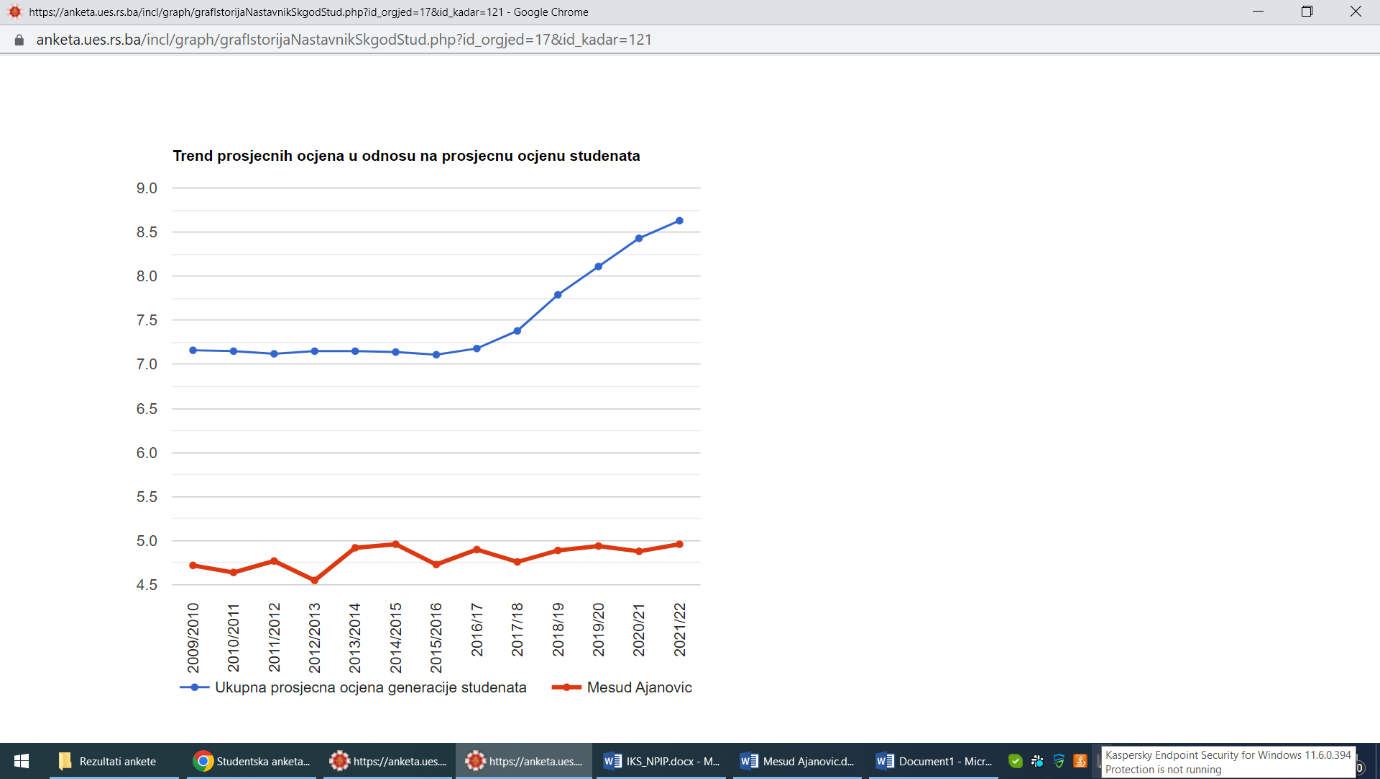 https://anketa.ues.rs.ba/incl/graph/grafIstorijaNastavnikSkgodStud.php?id_orgjed=17&id_kadar=121 - Google Chrome
anketa.ues.rs.ba/incl/graph/grafIstorijaNastavnikSkgodStud.php?id_orgjed=17&id_kadar=121
Trend prosjecnih ocjena u odnosu na prosjecnu ocjenu studenata
9.0
8.5
8.0
7.5
7.0
6.5
6.0
5.5
5.0
4.5
2009/2010
2010/2011
2011/2012
2012/2013
2013/2014
2014/2015
2015/2016
2016/17
2017/18
2018/19
2019/20
2020/21
2021/22
Ukupna prosjecna ocjena generacije studenata
Mesud Ajanovic
Rezultati ankete
Studentska anketa...
https://anketa.ues....
https://anketa.ues....
IKS_NPIP.docx - M...
Mesud Ajanovic.d...
Document1 - Micr...
Kaspersky Endpoint Security for Windows 11.6.0.394
Protection is not running